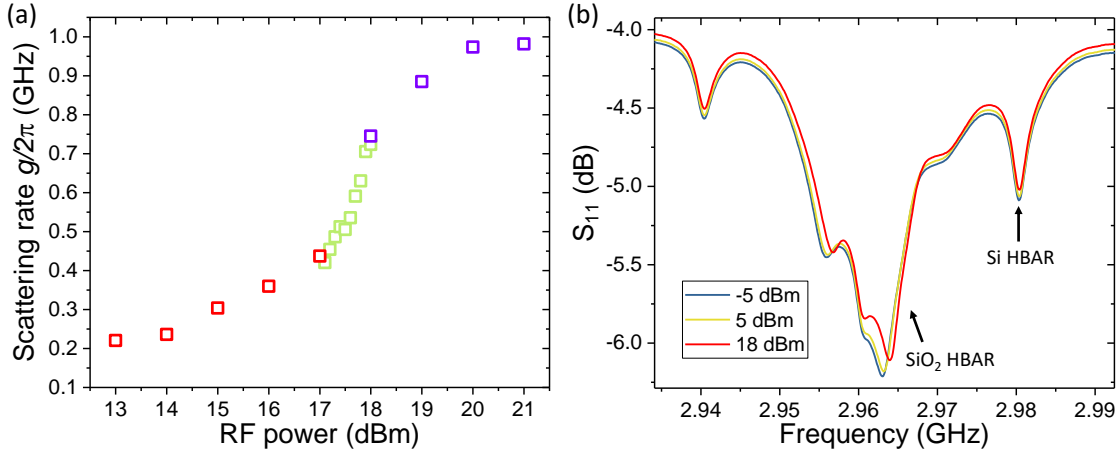 (a)
Scattering rate g/2π (GHz)
1.0
0.9
0.8
0.7
0.6
0.5
0.4
0.3
0.2
0.1
13 14 15 16 17 18 19 20 21
RF power (dBm)
(b)
S₁₁ (dB)
-4.0
-4.5
-5.0
-5.5
-6.0
Si HBAR
-5 dBm
5 dBm
18 dBm
SiO₂ HBAR
2.94 2.95 2.96 2.97 2.98 2.99
Frequency (GHz)